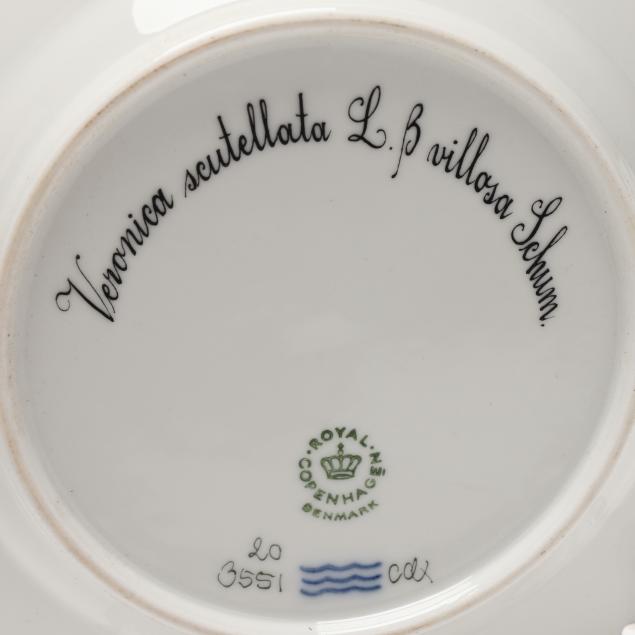 Veronica scutellata L. β villosa Schum.
ROYAL
COPENHAGEN
DENMARK
20
3551